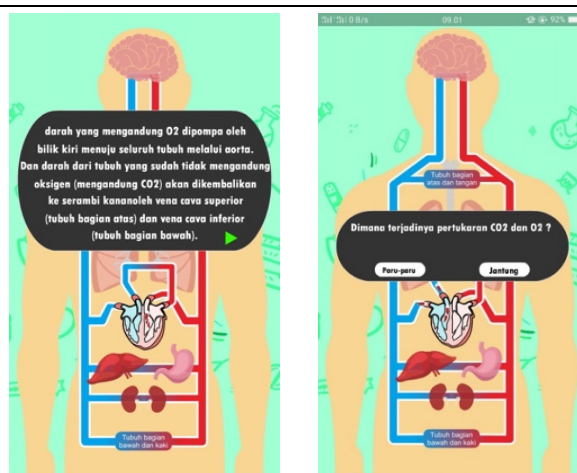 darah yang mengandung O2 dipompa oleh
bilik kiri menuju seluruh tubuh melalui aorta.
Dan darah dari tubuh yang sudah tidak mengandung
oksigen (mengandung CO2) akan dikembalikan
ke serambi kananoleh vena cava superior
(tubuh bagian atas) dan vena cava inferior
(tubuh bagian bawah).
Tubuh bagian
bawah dan kaki
0 B/s
09.01
92%
Tubuh bagian
atas dan tangan
Dimana terjadinya pertukaran CO2 dan O2 ?
Paru-paru
Jantung
Tubuh bagian
bawah dan kaki